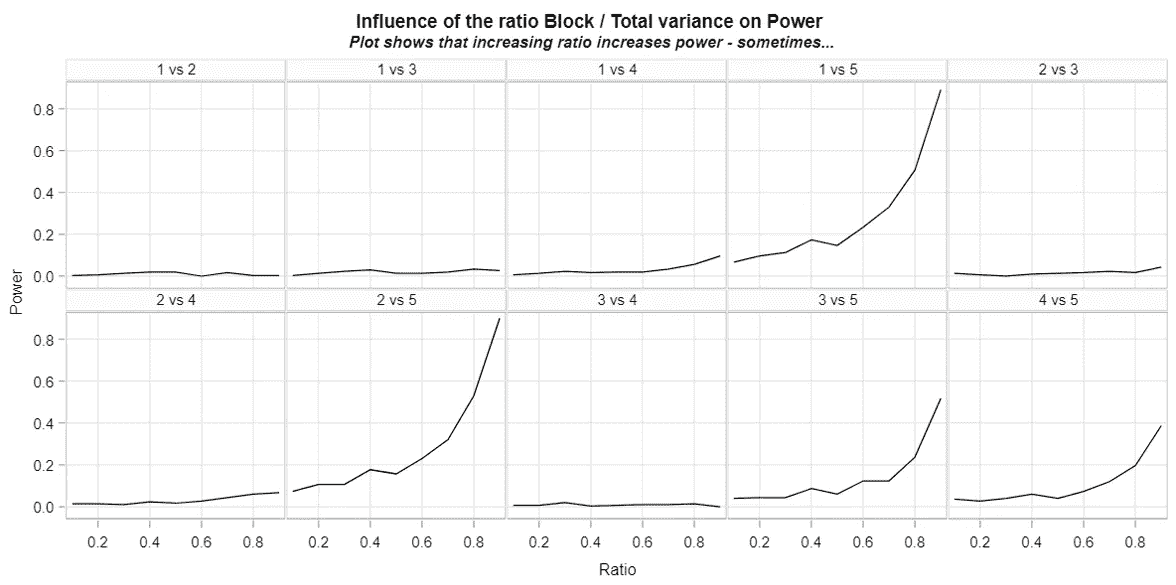 Influence of the ratio Block / Total variance on Power
Plot shows that increasing ratio increases power - sometimes...
1 vs 2
1 vs 3
1 vs 4
1 vs 5
2 vs 3
0.8
0.6
0.4
0.2
0.0
Power
2 vs 4
2 vs 5
3 vs 4
3 vs 5
4 vs 5
0.8
0.6
0.4
0.2
0.0
0.2 0.4 0.6 0.8
0.2 0.4 0.6 0.8
0.2 0.4 0.6 0.8
0.2 0.4 0.6 0.8
0.2 0.4 0.6 0.8
Ratio